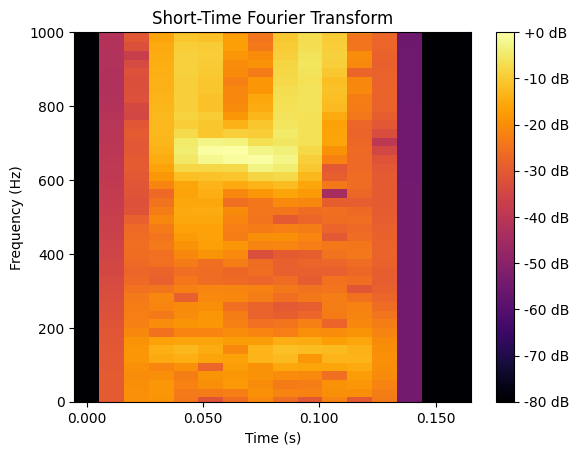 Short-Time Fourier Transform
1000
800
600
400
200
0
Frequency (Hz)
0.000
0.050
0.100
0.150
Time (s)
+0 dB
-10 dB
-20 dB
-30 dB
-40 dB
-50 dB
-60 dB
-70 dB
-80 dB